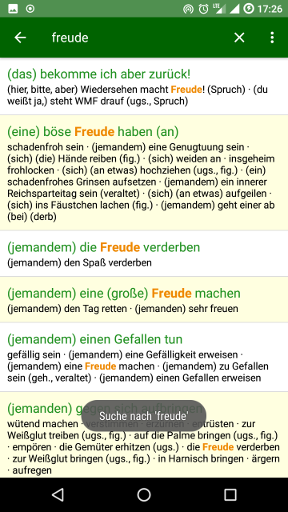 17:26
freude
(das) bekomme ich aber zurück!
(hier, bitte, aber) Wiedersehen macht Freude! (Spruch) · (du
weißt ja,) steht WMF drauf (ugs., Spruch)
(eine) böse Freude haben (an)
schadenfroh sein · (jemandem) eine Genugtuung sein ·
(sich) (die) Hände reiben (fig.) · (sich) weiden an · insgeheim
frohlocken · (sich) (an etwas) hochziehen (ugs., fig.) · (ein)
schadenfrohes Grinsen aufsetzen · (jemandem) ein innerer
Reichsparteitag sein (veraltet) · (sich) (an etwas) aufgeilen ·
(sich) ins Fäustchen lachen (fig.) · (jemandem) geht einer ab
(bei) (derb)
(jemandem) die Freude verderben
(jemandem) den Spaß verderben
(jemandem) eine (große) Freude machen
(jemandem) den Tag retten · (jemanden) sehr freuen
(jemandem) einen Gefallen tun
gefällig sein · (jemandem) eine Gefälligkeit erweisen ·
(jemandem) eine Freude machen · (jemandem) zu Gefallen
sein (geh., veraltet) · (jemandem) einen Gefallen erweisen
(jemanden)
Suche nach 'freude'
wütend machen · erzürnen · entrüsten · zur
Weißglut treiben (ugs., fig.) · auf die Palme bringen (ugs., fig.)
· empören · die Gemüter erhitzen (ugs.) · die Freude verderben
· zur Weißglut bringen (ugs., fig.) · in Harnisch bringen · ärgern
· aufregen